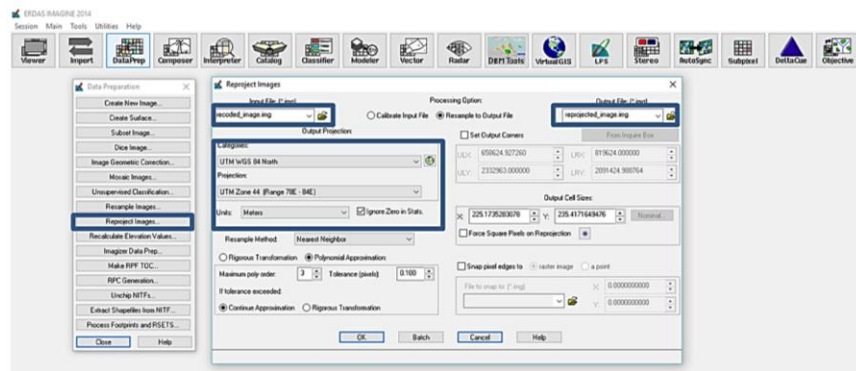 ERDAS IMAGINE 2014
Session Main Tools Utilities Help
Viewer Import DataPrep Composer Interpreter Catalog Classifier Modeler Vector Radar DBM Tools VirtualGIS LPS Stereo AutoSync Subpixel DeltaCue Objective
Data Preparation
Create New Image...
Create Surface...
Subset Image...
Dice Image...
Image Geometric Correction...
Mosaic Images...
Unsupervised Classification...
Resample Images...
Reproject Images...
Recalculate Elevation Values...
Imagizer Data Prep...
Make RPF TOC...
RPC Generation...
Unchip NITFs...
Extract Shapefiles from NITF...
Process Footprints and RSETS...
Close Help
Reproject Images
Input File: (*.img) Processing Option: Output File: (*.img)
recoded_image.img Calibrate Input File Resample to Output File reprojected_image.img
Output Projection:
Categories:
UTM WGS 84 North
Projection:
UTM Zone 44 (Range 78E - 84E)
Units: Meters Ignore Zero in Stats.
Set Output Corners From Inquire Box
ULX: 658624.927260 LRX: 819624.000000
ULY: 2332963.000000 LRY: 2091424.988764
Output Cell Sizes:
X: 225.1735283078 Y: 235.4171649476 Nominal...
Force Square Pixels on Reprojection
Resample Method: Nearest Neighbor
Rigorous Transformation Polynomial Approximation:
Maximum poly order: 3 Tolerance (pixels): 0.100
If tolerance exceeded:
Continue Approximation Rigorous Transformation
Snap pixel edges to raster image a point
File to snap to: (*.img) X: 0.0000000000
Y: 0.0000000000
OK Batch Cancel Help